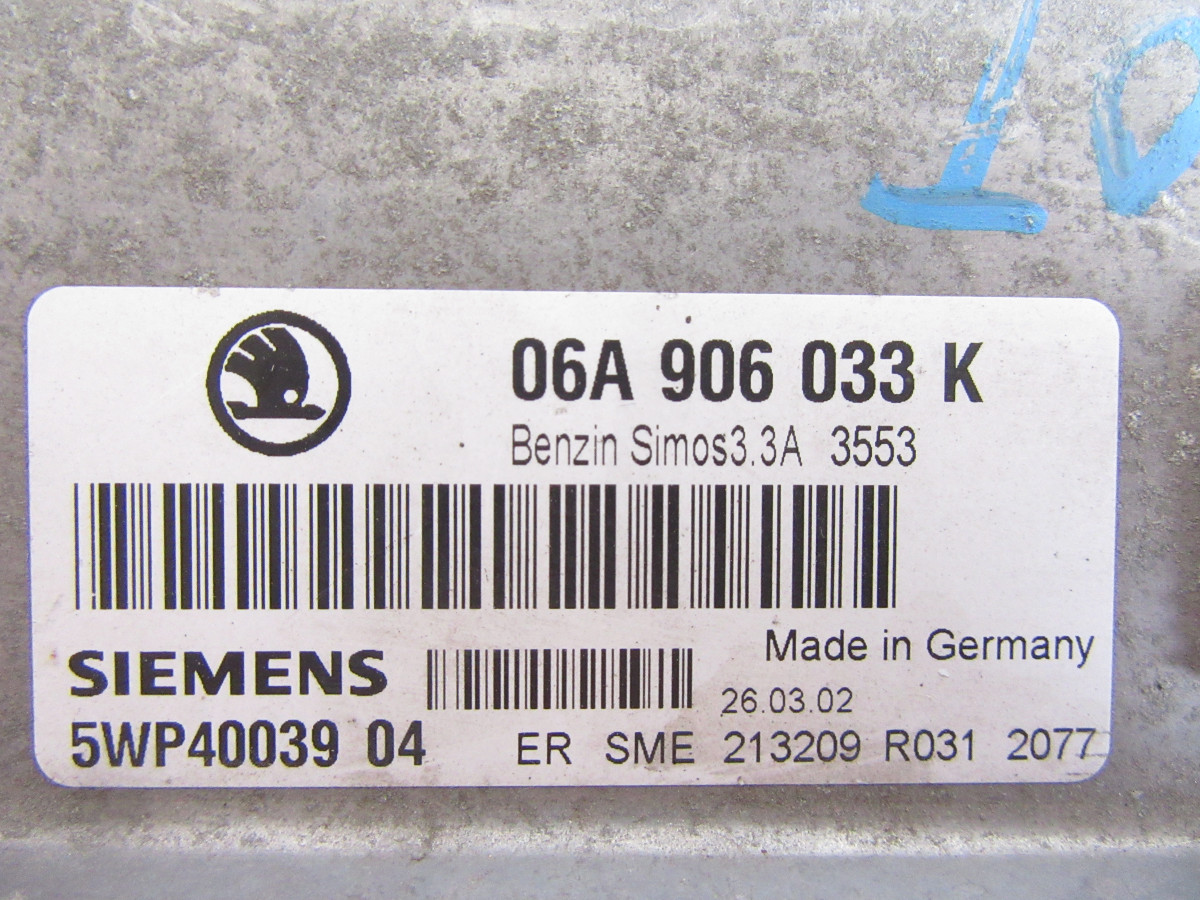 10
06A 906 033 K
Benzin Simos3.3A 3553
Made in Germany
SIEMENS
26.03.02
5WP40039 04
ER SME 213209 R031 2077